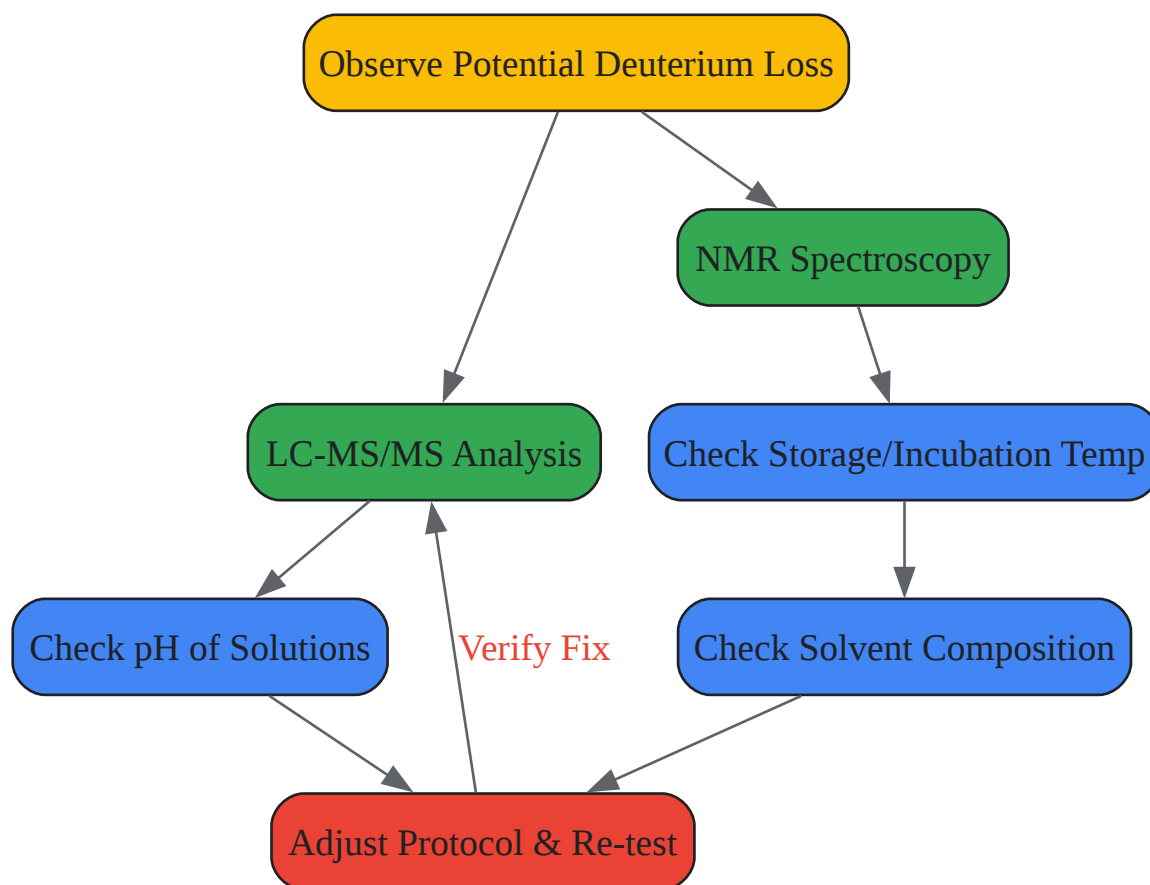 Observe Potential Deuterium Loss
NMR Spectroscopy
LC-MS/MS Analysis
Check Storage/Incubation Temp
Check pH of Solutions
Verify Fix
Check Solvent Composition
Adjust Protocol & Re-test